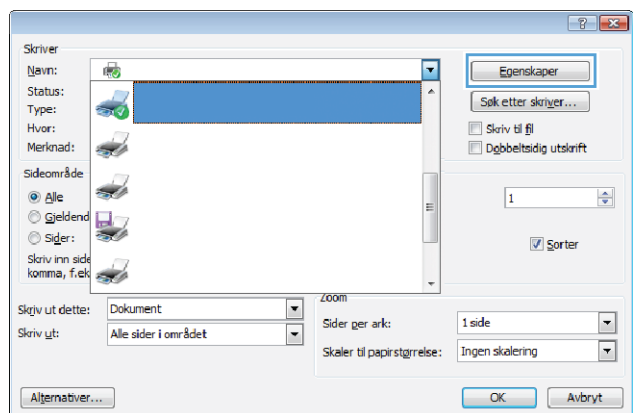 Skriver
Navn:
Egenskaper
Status:
Søk etter skriver...
Type:
Hvor:
Skriv til fil
Merknad:
Dobbeltsidig utskrift
Sideområde
Alle
1
Gjeldend
Sider:
Sorter
Skriv inn side
komma, f.ek
Zoom
Skriv ut dette: Dokument
Sider per ark: 1 side
Skriv ut: Alle sider i området
Skaler til papirstørrelse: Ingen skalering
Alternativer...
OK
Avbryt